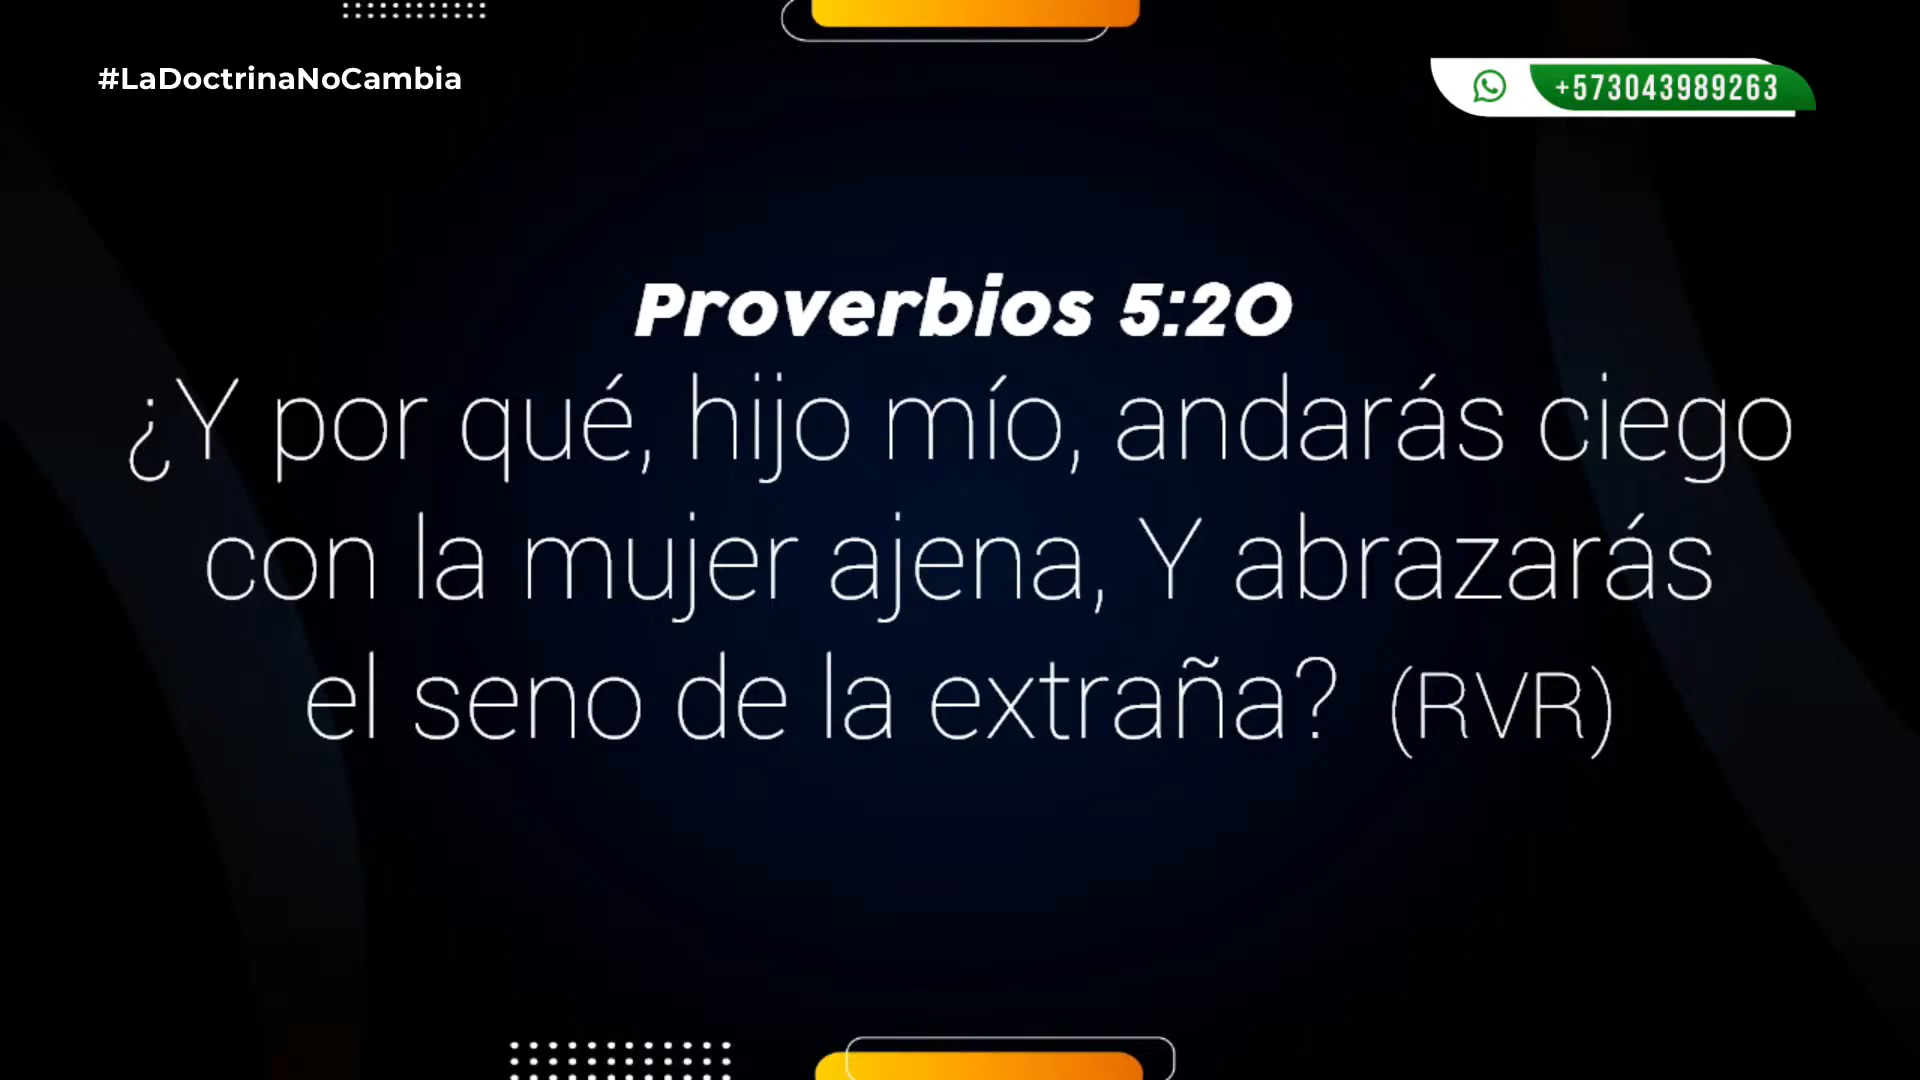 #LaDoctrinaNoCambia
+573043989263
Proverbios 5:20
¿Y por qué, hijo mío, andarás ciego
con la mujer ajena, Y abrazarás
el seno de la extraña? (RVR)